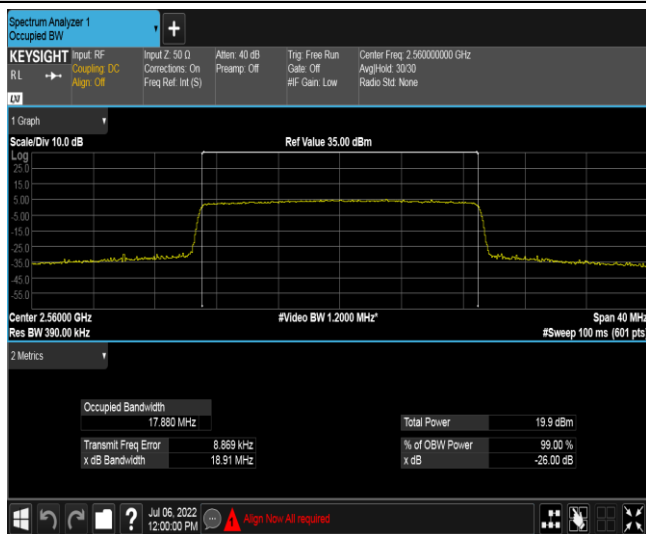 Spectrum Analyzer 1
Occupied BW
+
KEYSIGHT
RL
LXI
Input: RF
Coupling: DC
Align: Off
Input Z: 50 Ω
Corrections: On
Freq Ref: Int (S)
Atten: 40 dB
Preamp: Off
Trig: Free Run
Gate: Off
#IF Gain: Low
Center Freq: 2.560000000 GHz
Avg|Hold: 30/30
Radio Std: None
1 Graph
Scale/Div 10.0 dB
Ref Value 35.00 dBm
Log
25.0
15.0
5.00
-5.00
-15.0
-25.0
-35.0
-45.0
-55.0
Center 2.56000 GHz
#Video BW 1.2000 MHz*
Span 40 MHz
Res BW 390.00 kHz
#Sweep 100 ms (601 pts)
2 Metrics
Occupied Bandwidth
17.880 MHz
Total Power 19.9 dBm
Transmit Freq Error 8.869 kHz
% of OBW Power 99.00 %
x dB Bandwidth 18.91 MHz
x dB -26.00 dB
?
Jul 06, 2022
12:00:00 PM
1
Align Now All required